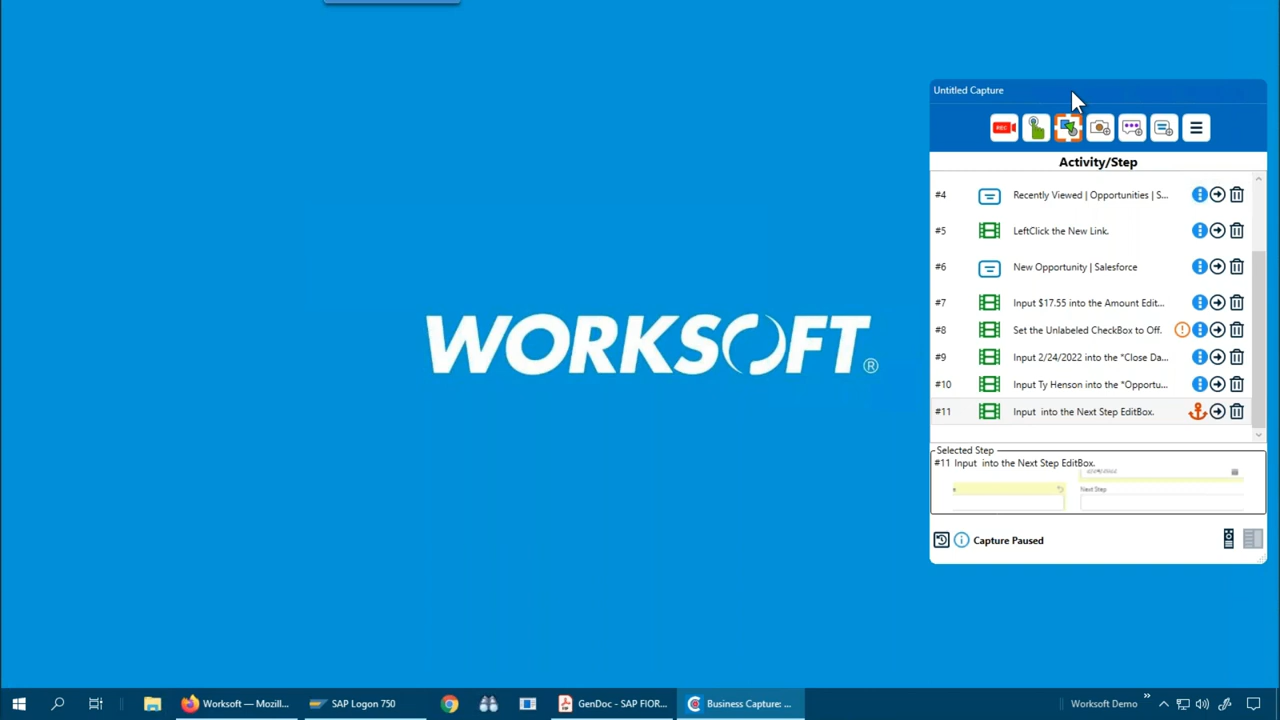 Untitled Capture
REC
Activity/Step
#4 Recently Viewed | Opportunities | S...
#5 LeftClick the New Link.
#6 New Opportunity | Salesforce
#7 Input $17.55 into the Amount Edit...
#8 Set the Unlabeled CheckBox to Off.
#9 Input 2/24/2022 into the *Close Da...
#10 Input Ty Henson into the *Opportu...
#11 Input into the Next Step EditBox.
Selected Step
#11 Input into the Next Step EditBox.
Next Step
Capture Paused
WORKSOFT®
Worksoft — Mozill...
SAP Logon 750
GenDoc - SAP FIOR...
Business Capture: ...
Worksoft Demo